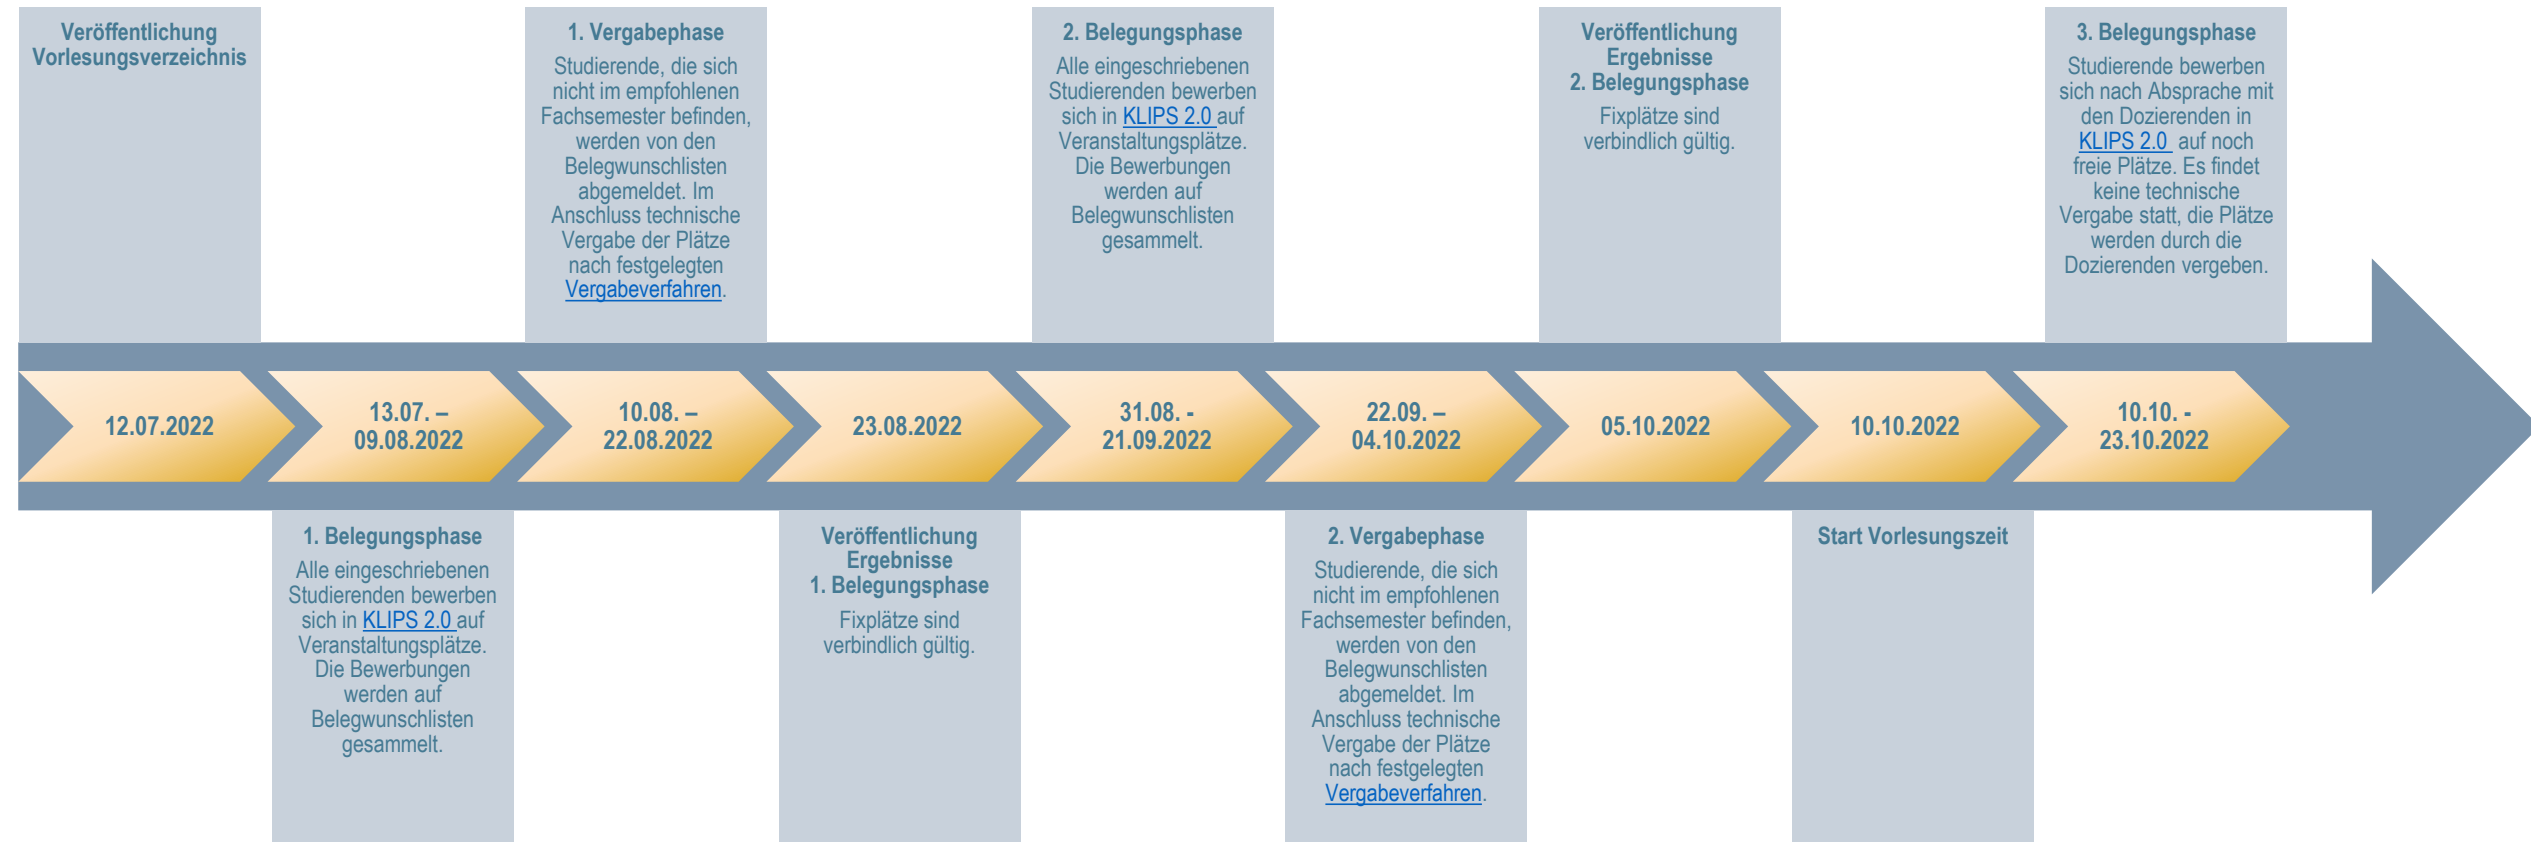 Veröffentlichung
Vorlesungsverzeichnis
1. Vergabephase
Studierende, die sich
nicht im empfohlenen
Fachsemester befinden,
werden von den
Belegwunschlisten
abgemeldet. Im
Anschluss technische
Vergabe der Plätze
nach festgelegten
Vergabeverfahren.
2. Belegungsphase
Alle eingeschriebenen
Studierenden bewerben
sich in KLIPS 2.0 auf
Veranstaltungsplätze.
Die Bewerbungen
werden auf
Belegwunschlisten
gesammelt.
Veröffentlichung
Ergebnisse
2. Belegungsphase
Fixplätze sind
verbindlich gültig.
3. Belegungsphase
Studierende bewerben
sich nach Absprache mit
den Dozierenden in
KLIPS 2.0 auf noch
freie Plätze. Es findet
keine technische
Vergabe statt, die Plätze
werden durch die
Dozierenden vergeben.
12.07.2022
13.07. –
09.08.2022
10.08. –
22.08.2022
23.08.2022
31.08. -
21.09.2022
22.09. –
04.10.2022
05.10.2022
10.10.2022
10.10. -
23.10.2022
1. Belegungsphase
Alle eingeschriebenen
Studierenden bewerben
sich in KLIPS 2.0 auf
Veranstaltungsplätze.
Die Bewerbungen
werden auf
Belegwunschlisten
gesammelt.
Veröffentlichung
Ergebnisse
1. Belegungsphase
Fixplätze sind
verbindlich gültig.
2. Vergabephase
Studierende, die sich
nicht im empfohlenen
Fachsemester befinden,
werden von den
Belegwunschlisten
abgemeldet. Im
Anschluss technische
Vergabe der Plätze
nach festgelegten
Vergabeverfahren.
Start Vorlesungszeit